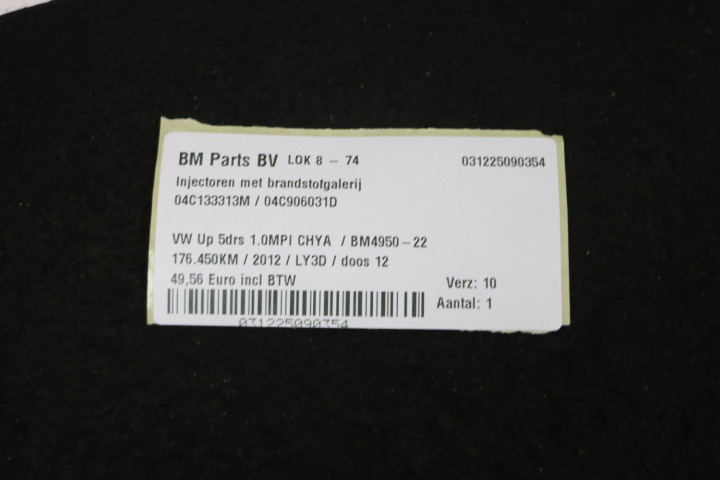 BM Parts BV LOK 8 - 74 031225090354
Injectoren met brandstofgalerij
04C133313M / 04C906031D
VW Up 5drs 1.0MPI CHYA / BM4950-22
176.450KM / 2012 / LY3D / doos 12
49,56 Euro incl BTW Verz: 10
Aantal: 1
031225090354